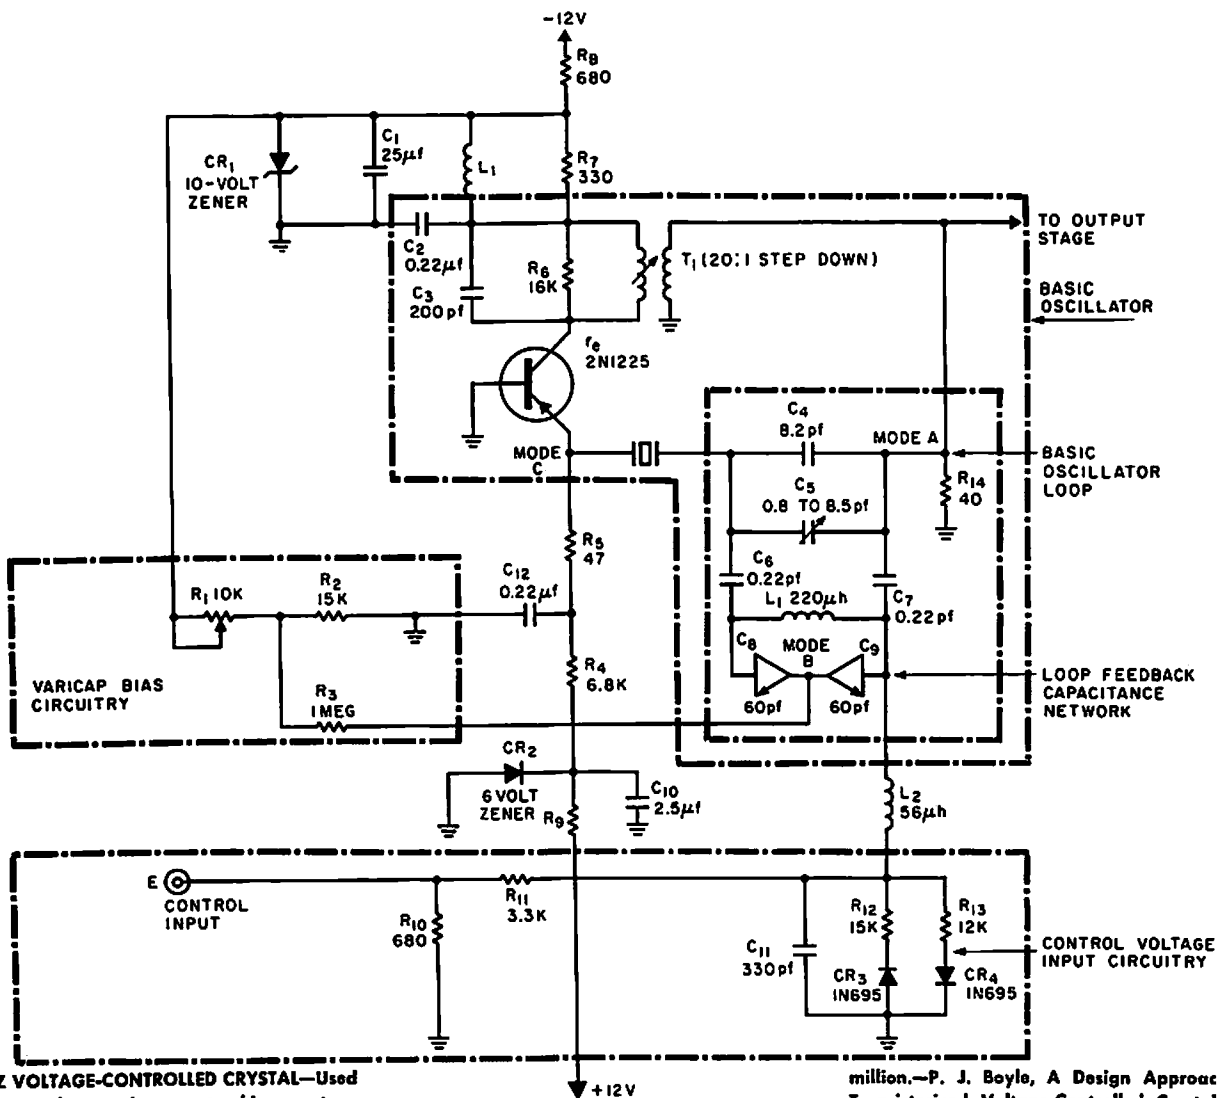 -12V
R8
680
C1
25μf
L1
R7
330
CR1
10-VOLT
ZENER
C2
0.22μf
R6
16K
T1 (20:1 STEP DOWN)
TO OUTPUT
STAGE
BASIC
OSCILLATOR
C3
200pf
re
2N1225
C4
8.2pf
MODE A
MODE
C
BASIC
OSCILLATOR
LOOP
R14
40
C5
0.8 TO 8.5pf
R5
47
C6
0.22pf
C7
0.22pf
L1 220μh
C12
0.22μf
R1 10K
R2
15K
C8
MODE
B
C9
60pf
60pf
LOOP FEEDBACK
CAPACITANCE
NETWORK
R4
6.8K
VARICAP BIAS
CIRCUITRY
R3
1MEG
CR2
6 VOLT
ZENER
R9
C10
2.5μf
L2
56μh
E
CONTROL
INPUT
R10
680
R11
3.3K
R12
15K
R13
12K
C11
330pf
CR3
1N695
CR4
1N695
CONTROL VOLTAGE
INPUT CIRCUITRY
+12V
Z VOLTAGE-CONTROLLED CRYSTAL—Used
million.—P. J. Boyle, A Design Approac